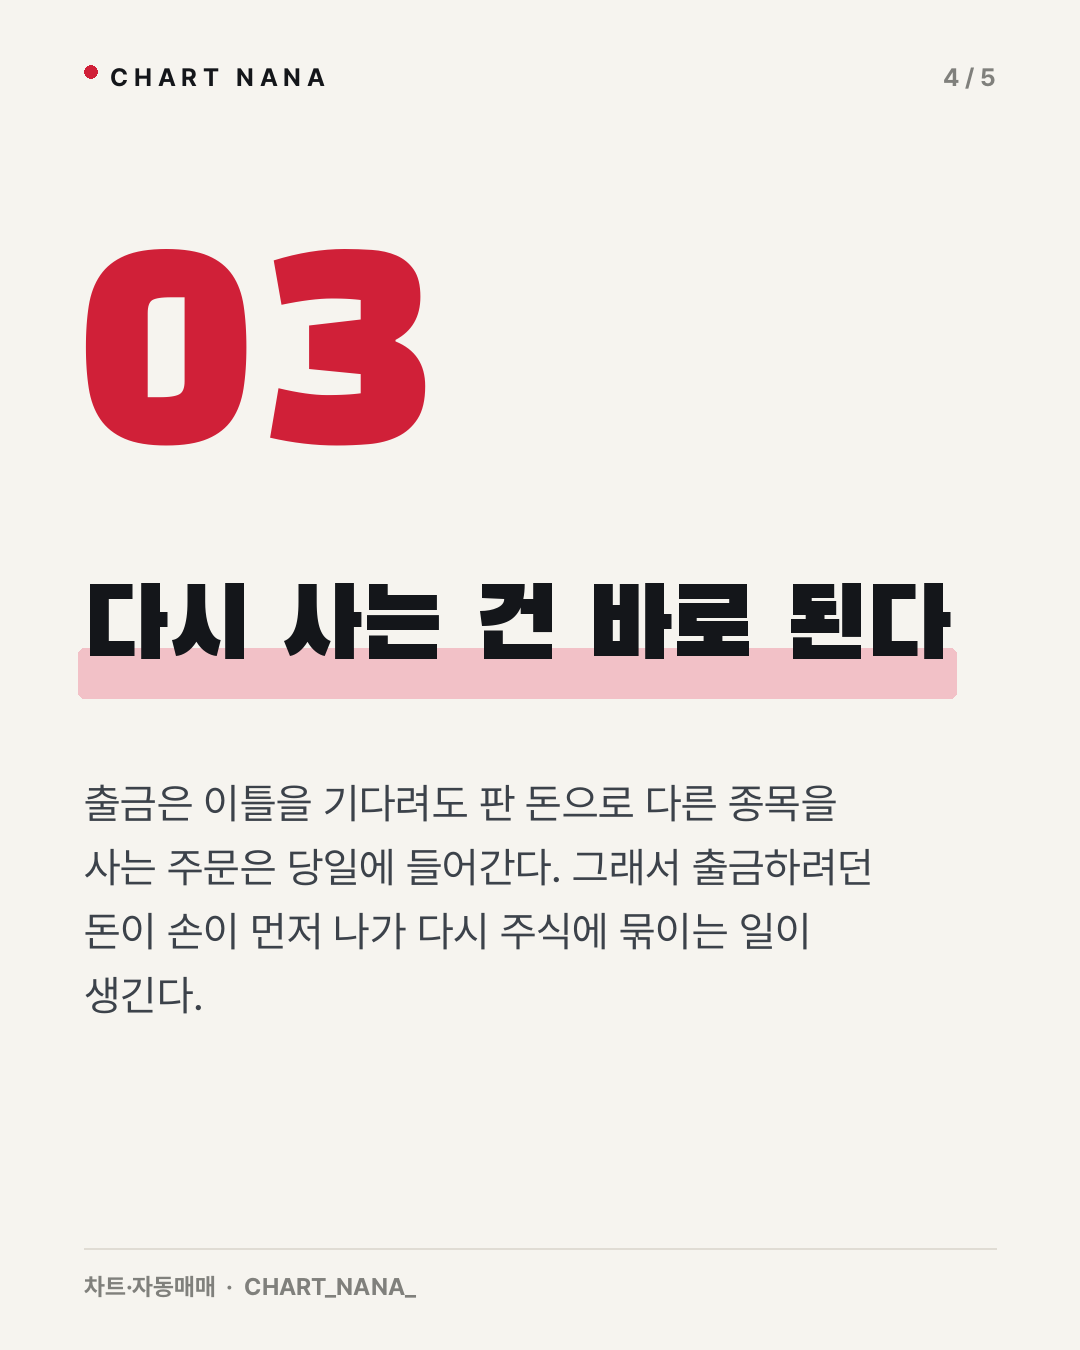 CHART NANA
4 / 5
03
다시 사는 건 바로 된다
출금은 이틀을 기다려도 판 돈으로 다른 종목을
사는 주문은 당일에 들어간다. 그래서 출금하려던
돈이 손이 먼저 나가 다시 주식에 묶이는 일이
생긴다.
차트·자동매매 · CHART_NANA_